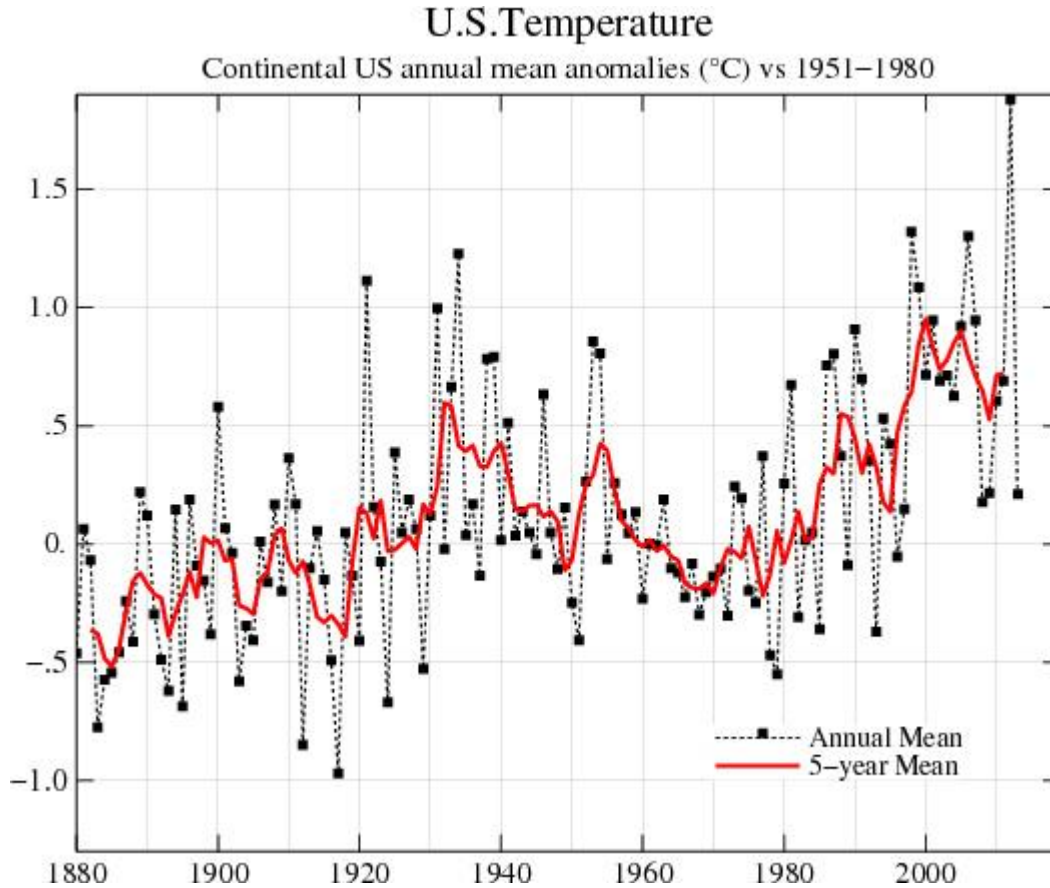 U.S.Temperature
Continental US annual mean anomalies (°C) vs 1951−1980
1.5
1.0
.5
0.
−.5
−1.0
Annual Mean
5−year Mean
1880 1900 1920 1940 1960 1980 2000